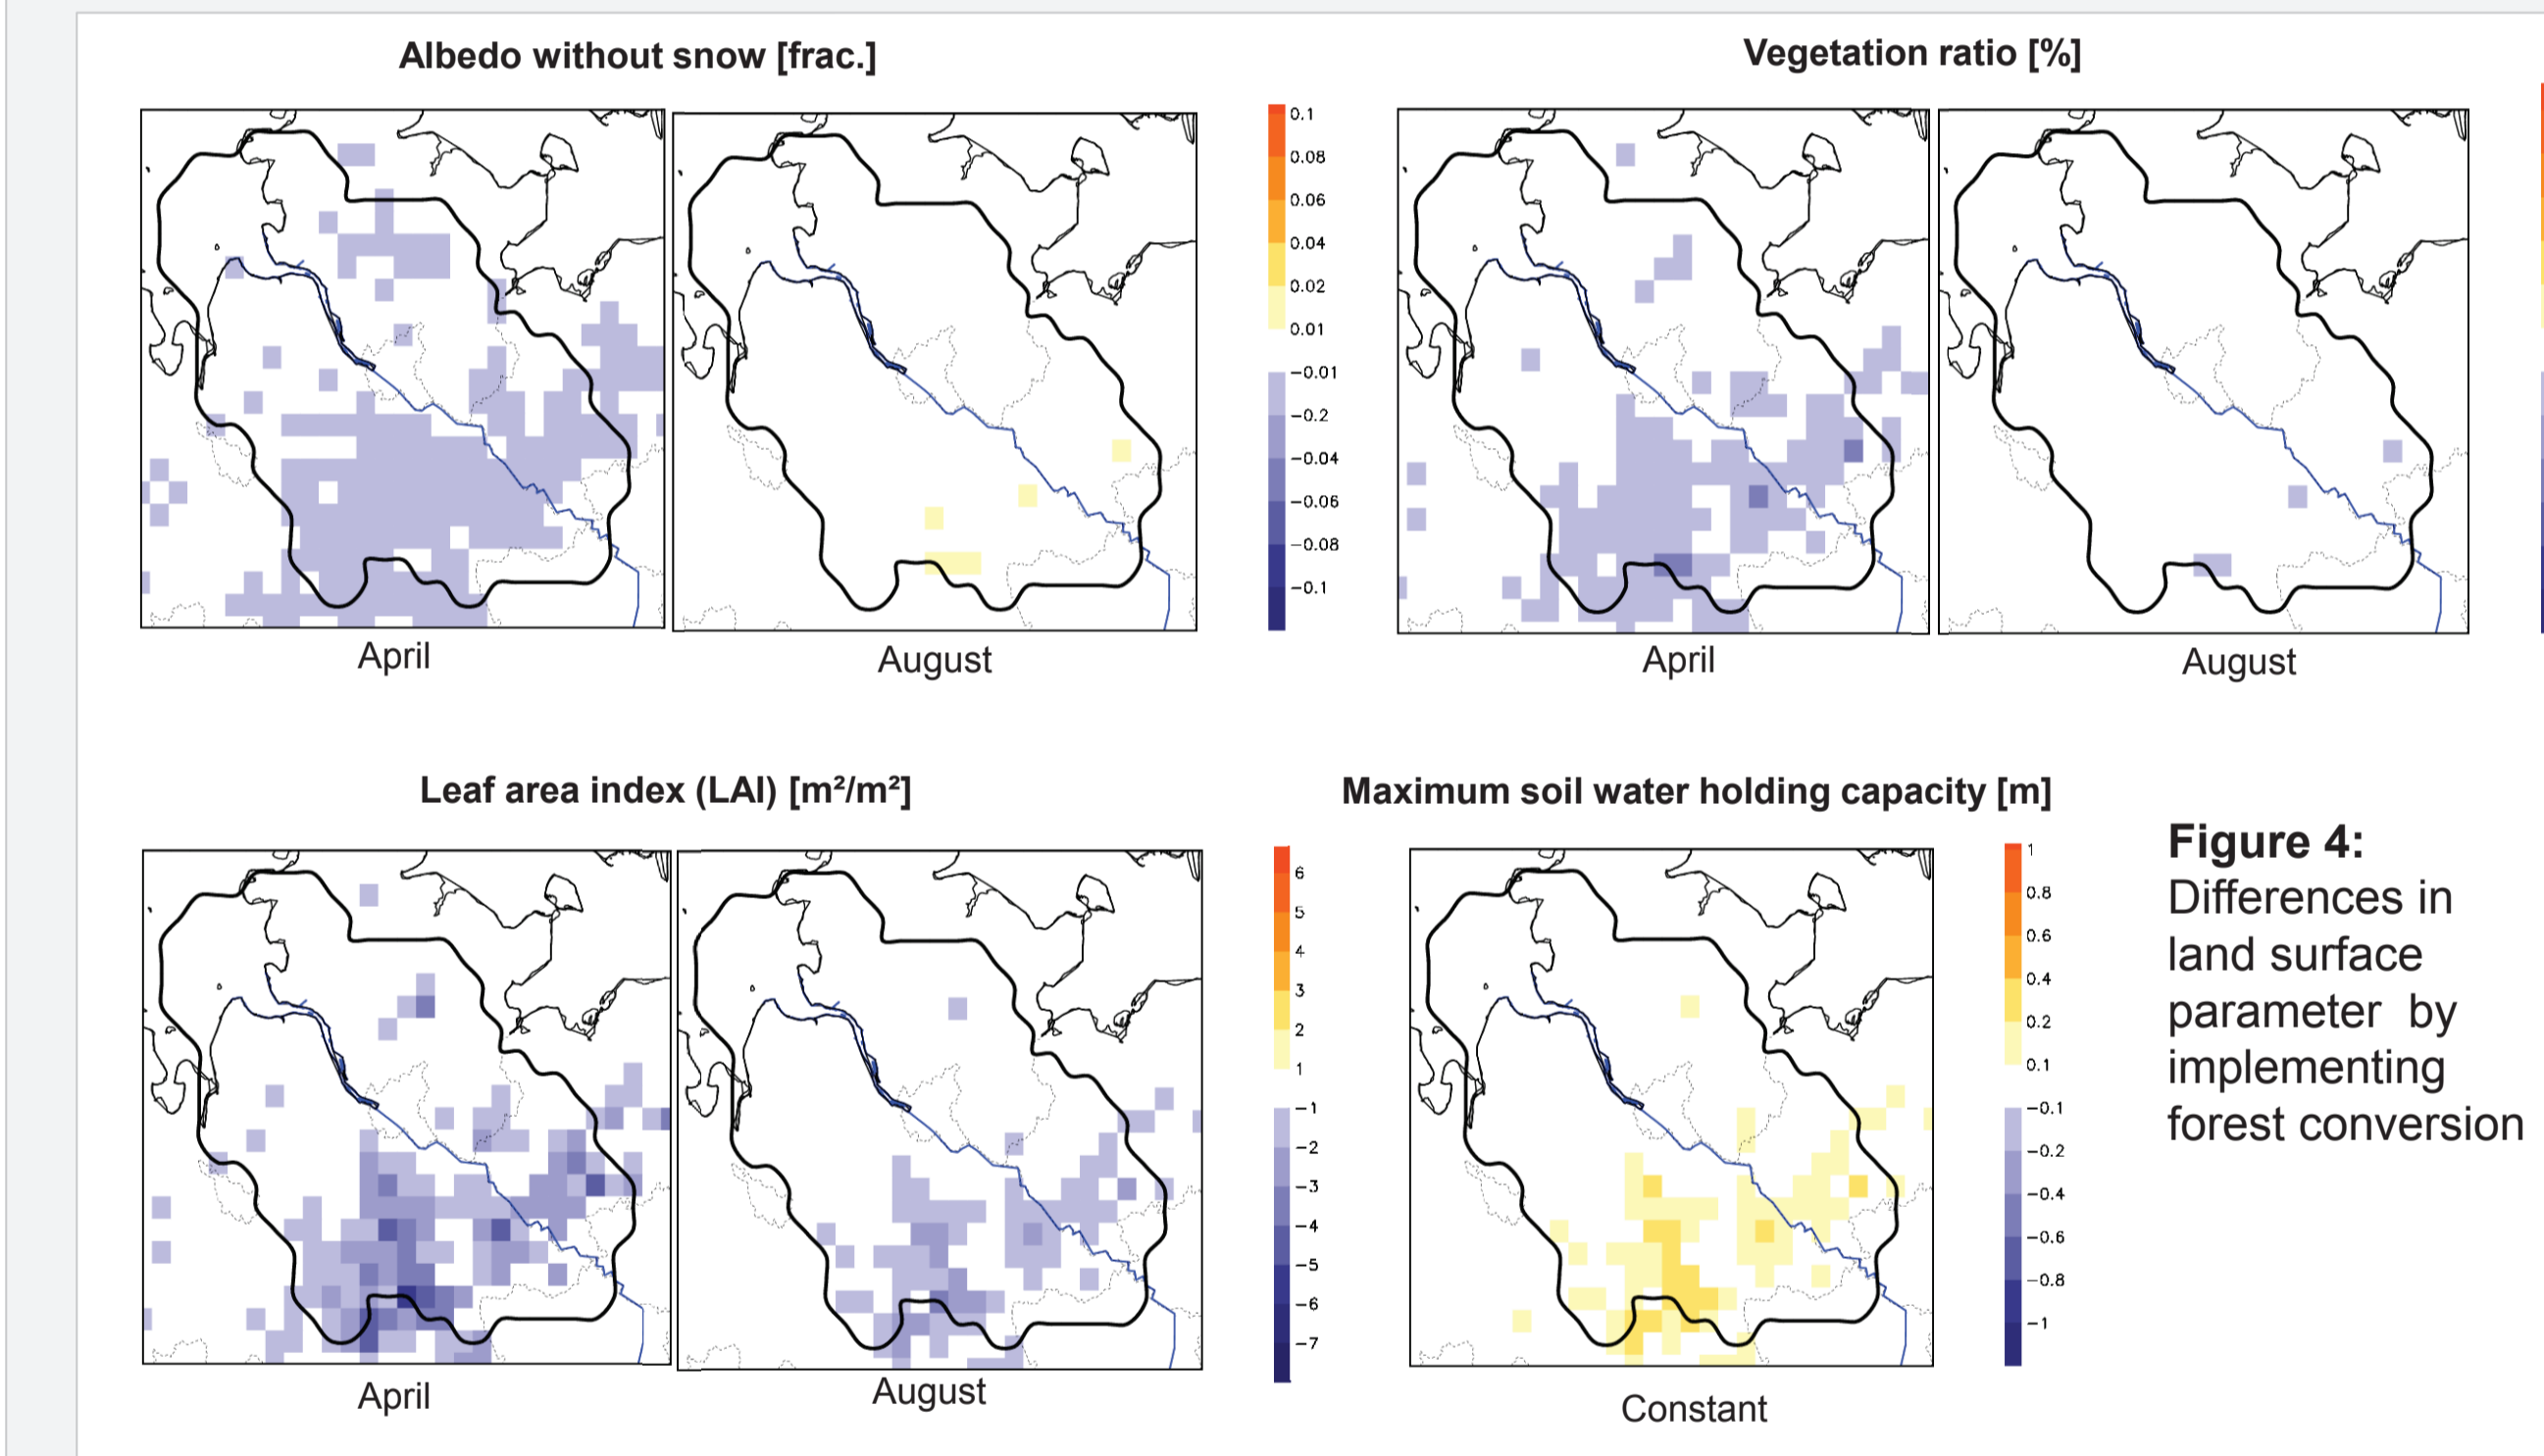 Albedo without snow [frac.]
Vegetation ratio [%]
0.1
0.08
0.06
0.04
0.02
0.01
−0.01
−0.2
−0.04
−0.06
−0.08
−0.1
April
August
April
August
Leaf area index (LAI) [m²/m²]
Maximum soil water holding capacity [m]
6
5
4
3
2
1
−1
−2
−3
−4
−5
−6
−7
1
0.8
0.6
0.4
0.2
0.1
−0.1
−0.2
−0.4
−0.6
−0.8
−1
Figure 4:
Differences in
land surface
parameter by
implementing
forest conversion
April
August
Constant